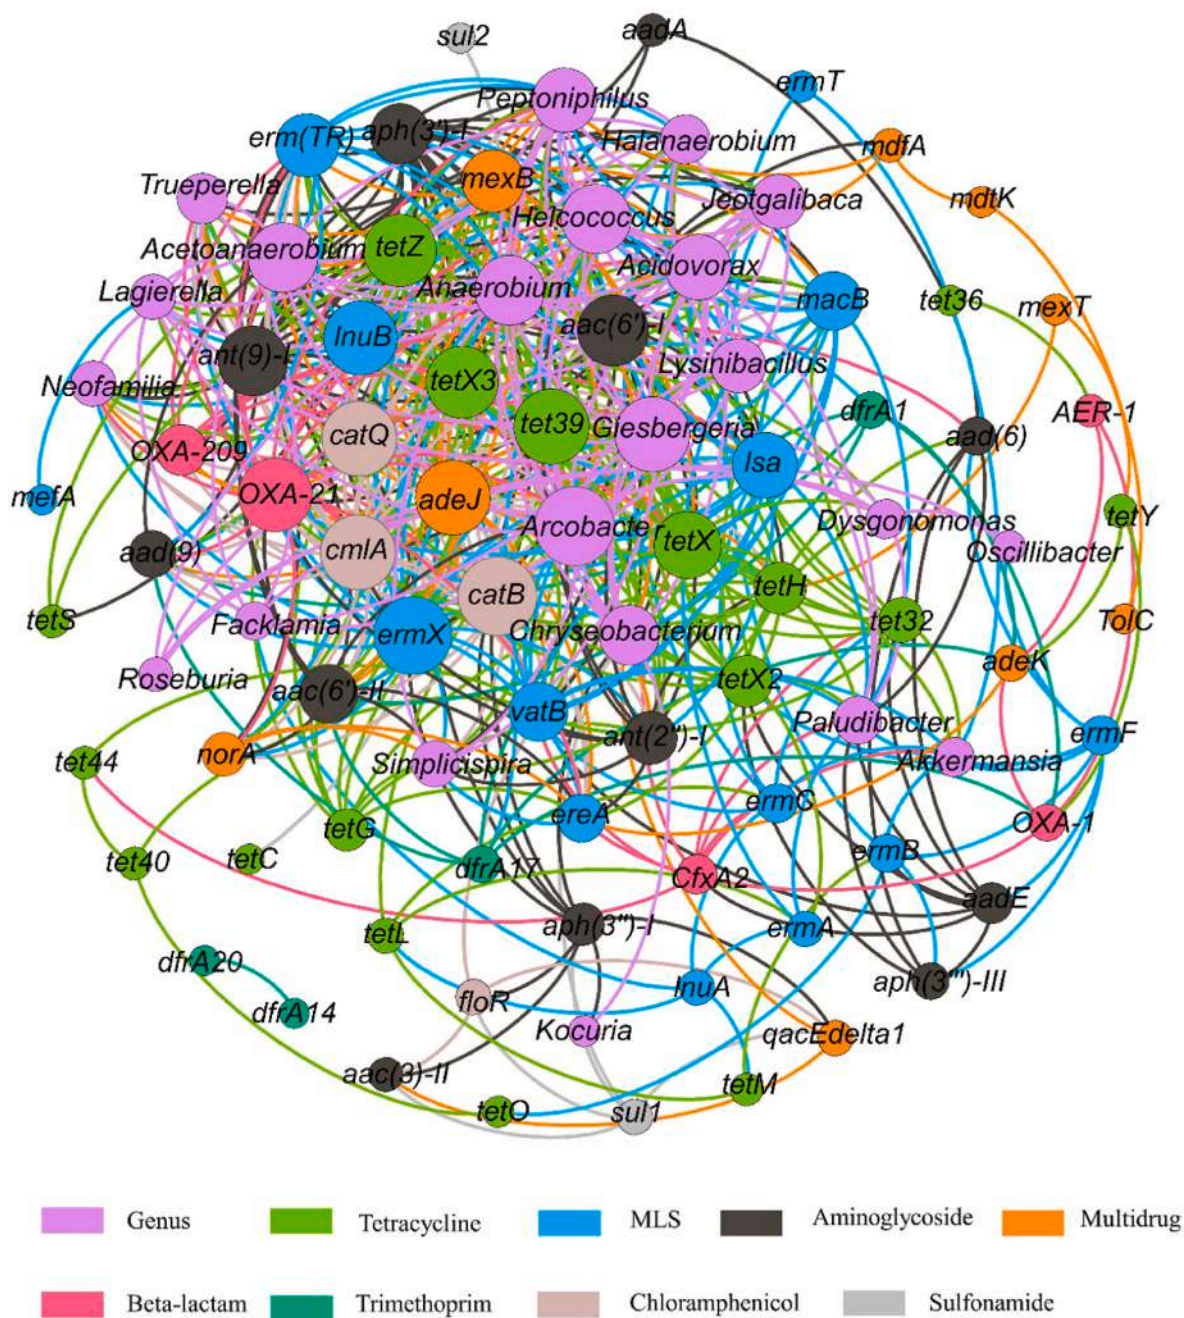 sul2
aadA
ermT
Peptoniphilus
erm(TR)
aph(3')-I
Halanaerobium
mdfA
Trueperella
mexB
Jeotgalibaca
mdtK
Helcococcus
Acetoanaerobium
tetZ
Acidovorax
Lagierella
Anaerobium
macB
tet36
mexT
lnuB
aac(6')-I
ant(9)-I
Lysinibacillus
Neofamilia
tetX3
dfrA1
AER-1
OXA-209
catQ
tet39
Giesbergeria
aad(6)
mefA
OXA-21
adeJ
lsa
aad(9)
cmlA
Arcobacter
tetX
Dysgonomonas
Oscillibacter
tetY
tetS
catB
tetH
Facklamia
ermX
Chryseobacterium
tet32
TolC
Roseburia
aac(6')-II
vatB
tetX2
adeK
tet44
norA
Simplicispira
ant(2'')-I
Paludibacter
Akkermansia
ermF
tetG
ereA
ermC
OXA-1
tet40
tetC
dfrA17
CfxA2
ermB
aadE
tetL
aph(3'')-I
ermA
dfrA20
dfrA14
floR
Kocuria
lnuA
aph(3''')-III
qacEdelta1
aac(3)-II
tetO
sul1
tetM
Genus Tetracycline MLS Aminoglycoside Multidrug
Beta-lactam Trimethoprim Chloramphenicol Sulfonamide